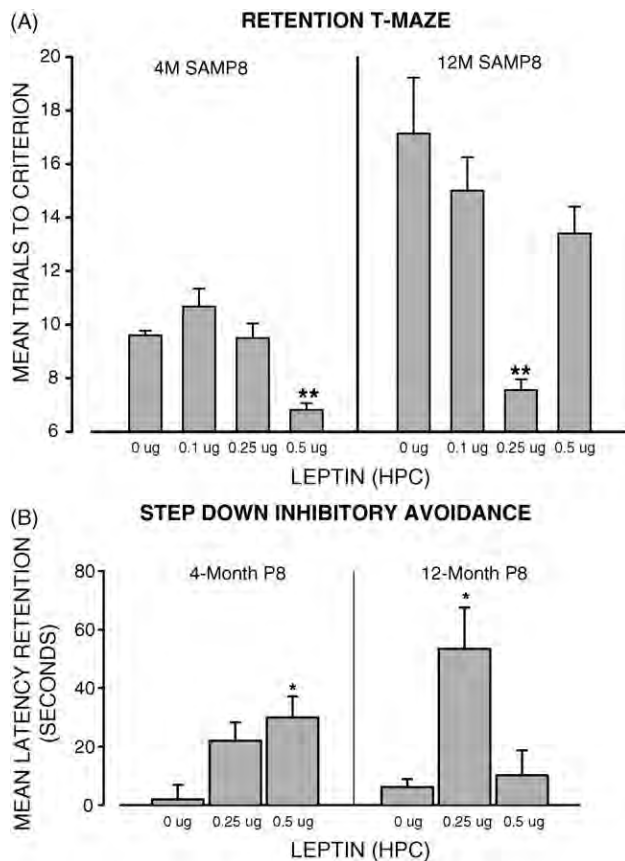 (A)
RETENTION T-MAZE
4M SAMP8
12M SAMP8
MEAN TRIALS TO CRITERION
20
18
16
14
12
10
8
6
**
**
0 ug 0.1 ug 0.25 ug 0.5 ug
0 ug 0.1 ug 0.25 ug 0.5 ug
LEPTIN (HPC)
(B)
STEP DOWN INHIBITORY AVOIDANCE
4-Month P8
12-Month P8
MEAN LATENCY RETENTION
(SECONDS)
80
60
40
20
0
*
*
0 ug 0.25 ug 0.5 ug
0 ug 0.25 ug 0.5 ug
LEPTIN (HPC)